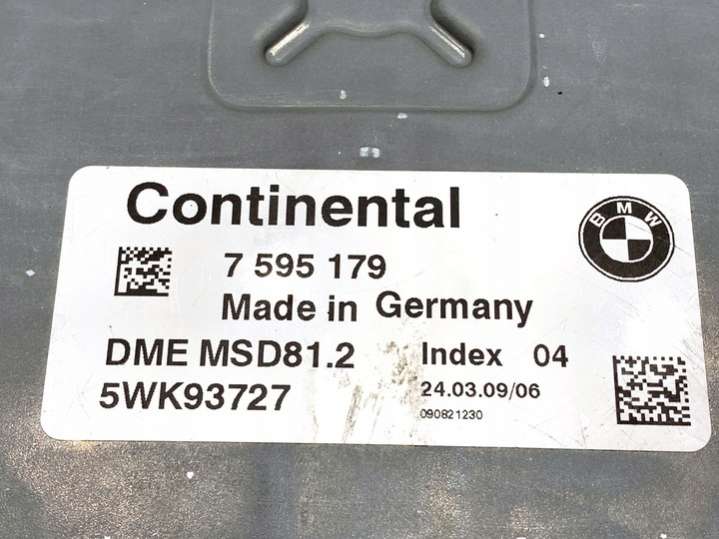 Continental
BMW
7 595 179
Made in Germany
DME MSD81.2 Index 04
5WK93727 24.03.09/06
090821230